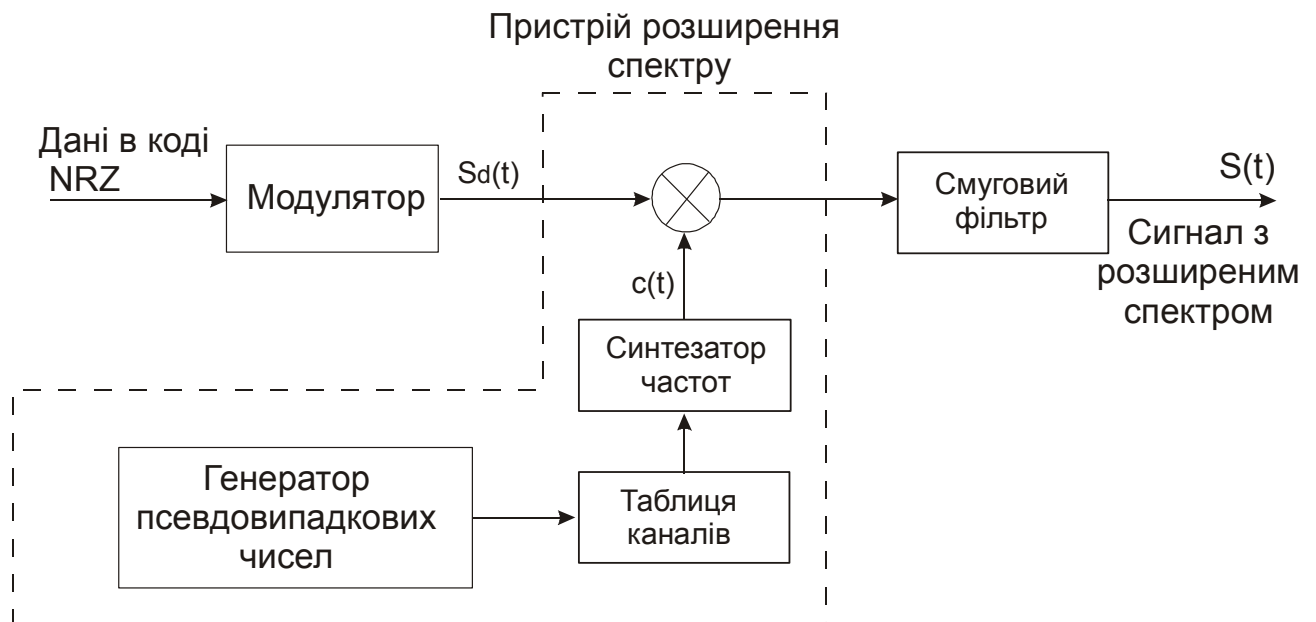 Пристрій розширення
спектру
Дані в коді
NRZ
Модулятор
Sd(t)
Смуговий
фільтр
S(t)
Сигнал з
розширеним
спектром
c(t)
Синтезатор
частот
Генератор
псевдовипадкових
чисел
Таблиця
каналів